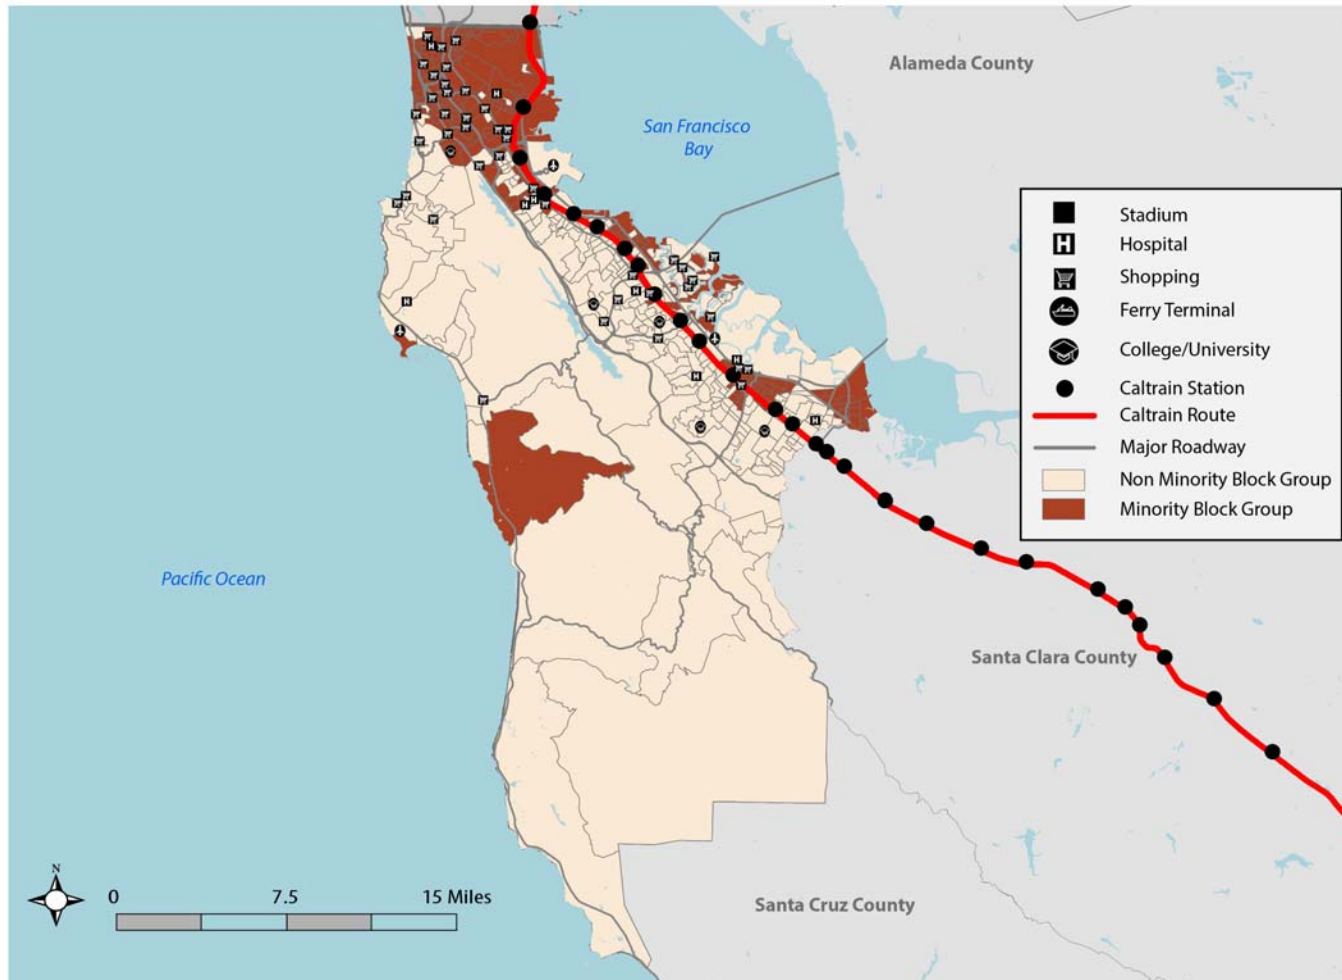 Alameda County
San Francisco
Bay
Stadium
H Hospital
Shopping
Ferry Terminal
College/University
Caltrain Station
Caltrain Route
Major Roadway
Non Minority Block Group
Minority Block Group
Pacific Ocean
Santa Clara County
N
0 7.5 15 Miles
Santa Cruz County